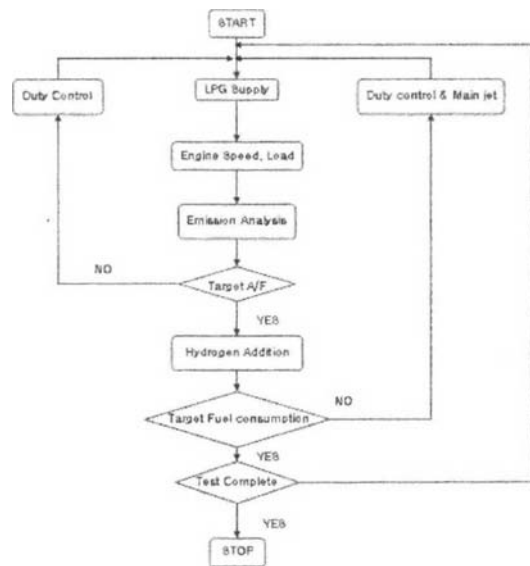 START
Duty Control
LPG Supply
Duty control & Main jet
Engine Speed, Load
Emission Analysis
NO
Target A/F
YES
Hydrogen Addition
NO
Target Fuel consumption
YES
Test Complete
YES
STOP